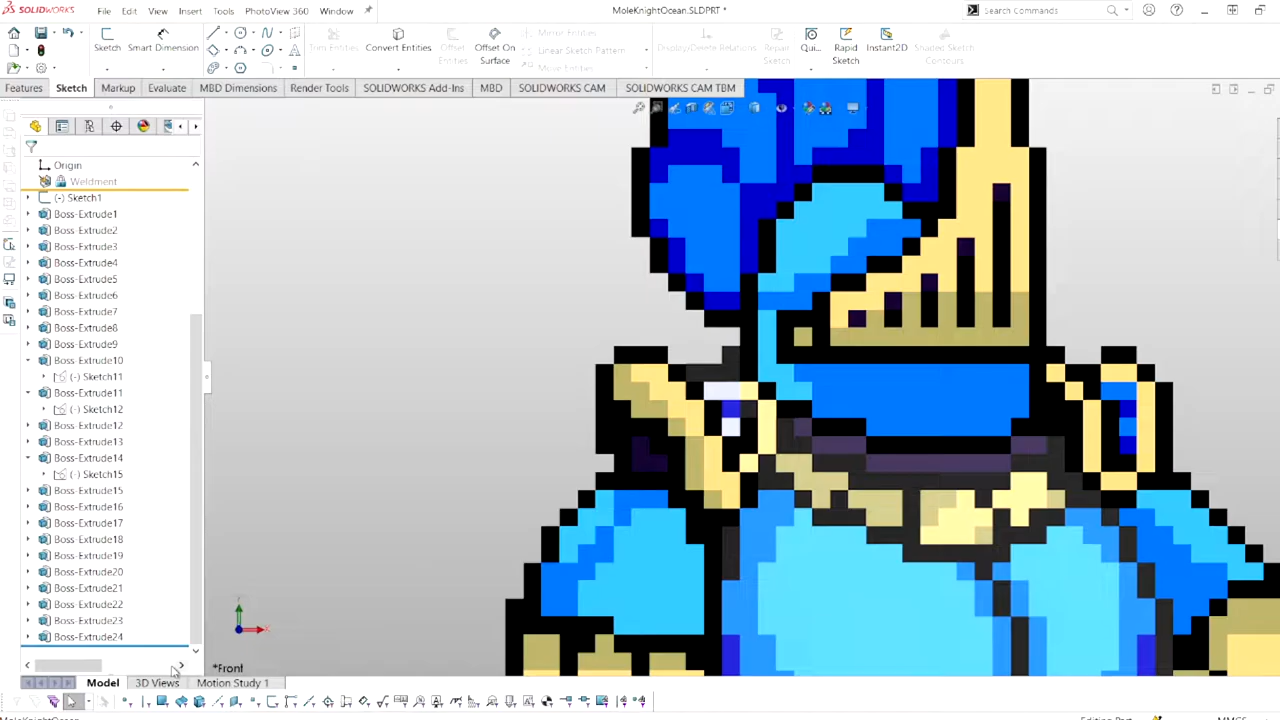 SOLIDWORKS File Edit View Insert Tools PhotoView 360 Window MoleKnightOcean.SLDPRT * Search Commands
Sketch Smart Dimension Trim Entities Convert Entities Offset Entities Offset On Surface Mirror Entities Linear Sketch Pattern Move Entities Display/Delete Relations Repair Sketch Qui... Rapid Sketch Instant2D Shaded Sketch Contours
Features Sketch Markup Evaluate MBD Dimensions Render Tools SOLIDWORKS Add-Ins MBD SOLIDWORKS CAM SOLIDWORKS CAM TBM
Origin
Weldment
(-) Sketch1
Boss-Extrude1
Boss-Extrude2
Boss-Extrude3
Boss-Extrude4
Boss-Extrude5
Boss-Extrude6
Boss-Extrude7
Boss-Extrude8
Boss-Extrude9
Boss-Extrude10
(-) Sketch11
Boss-Extrude11
(-) Sketch12
Boss-Extrude12
Boss-Extrude13
Boss-Extrude14
(-) Sketch15
Boss-Extrude15
Boss-Extrude16
Boss-Extrude17
Boss-Extrude18
Boss-Extrude19
Boss-Extrude20
Boss-Extrude21
Boss-Extrude22
Boss-Extrude23
Boss-Extrude24
*Front
Model 3D Views Motion Study 1
MoleKnightOcean Editing Part MMGS